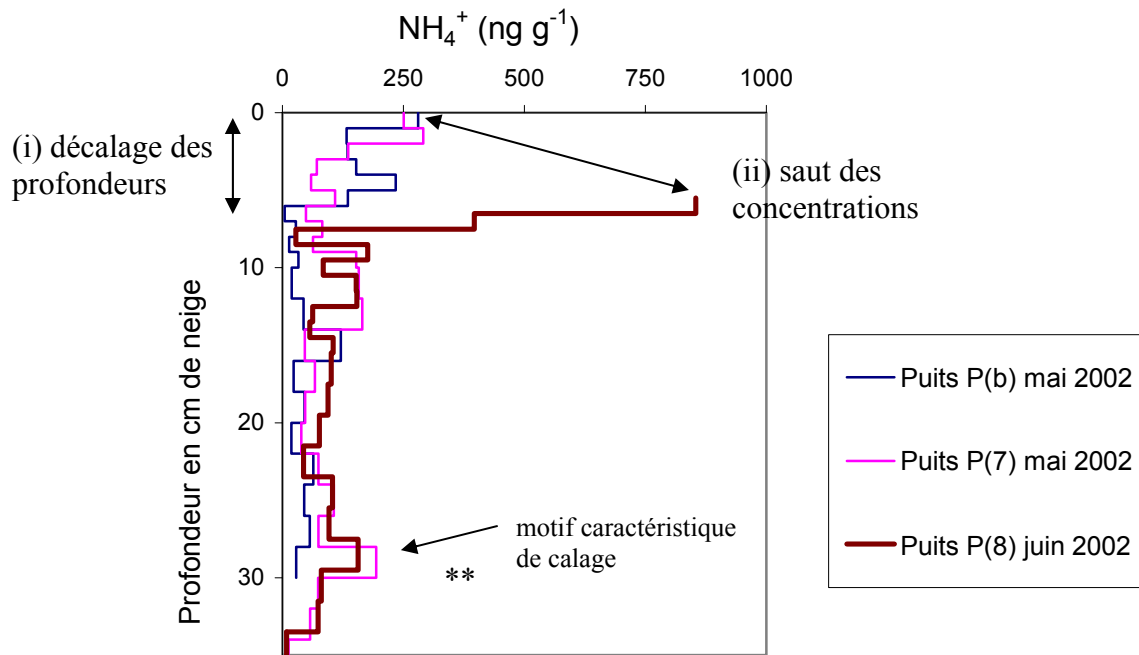 NH₄⁺ (ng g⁻¹)
0 250 500 750 1000
0
10
20
30
Profondeur en cm de neige
(i) décalage des
profondeurs
(ii) saut des
concentrations
motif caractéristique
de calage
**
Puits P(b) mai 2002
Puits P(7) mai 2002
Puits P(8) juin 2002